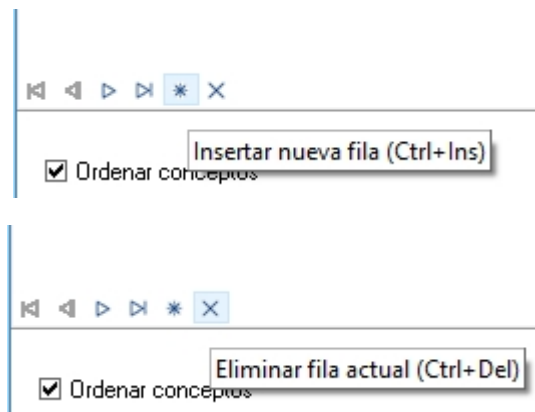 Insertar nueva fila (Ctrl+Ins)
Ordenar conceptos
Eliminar fila actual (Ctrl+Del)
Ordenar conceptos